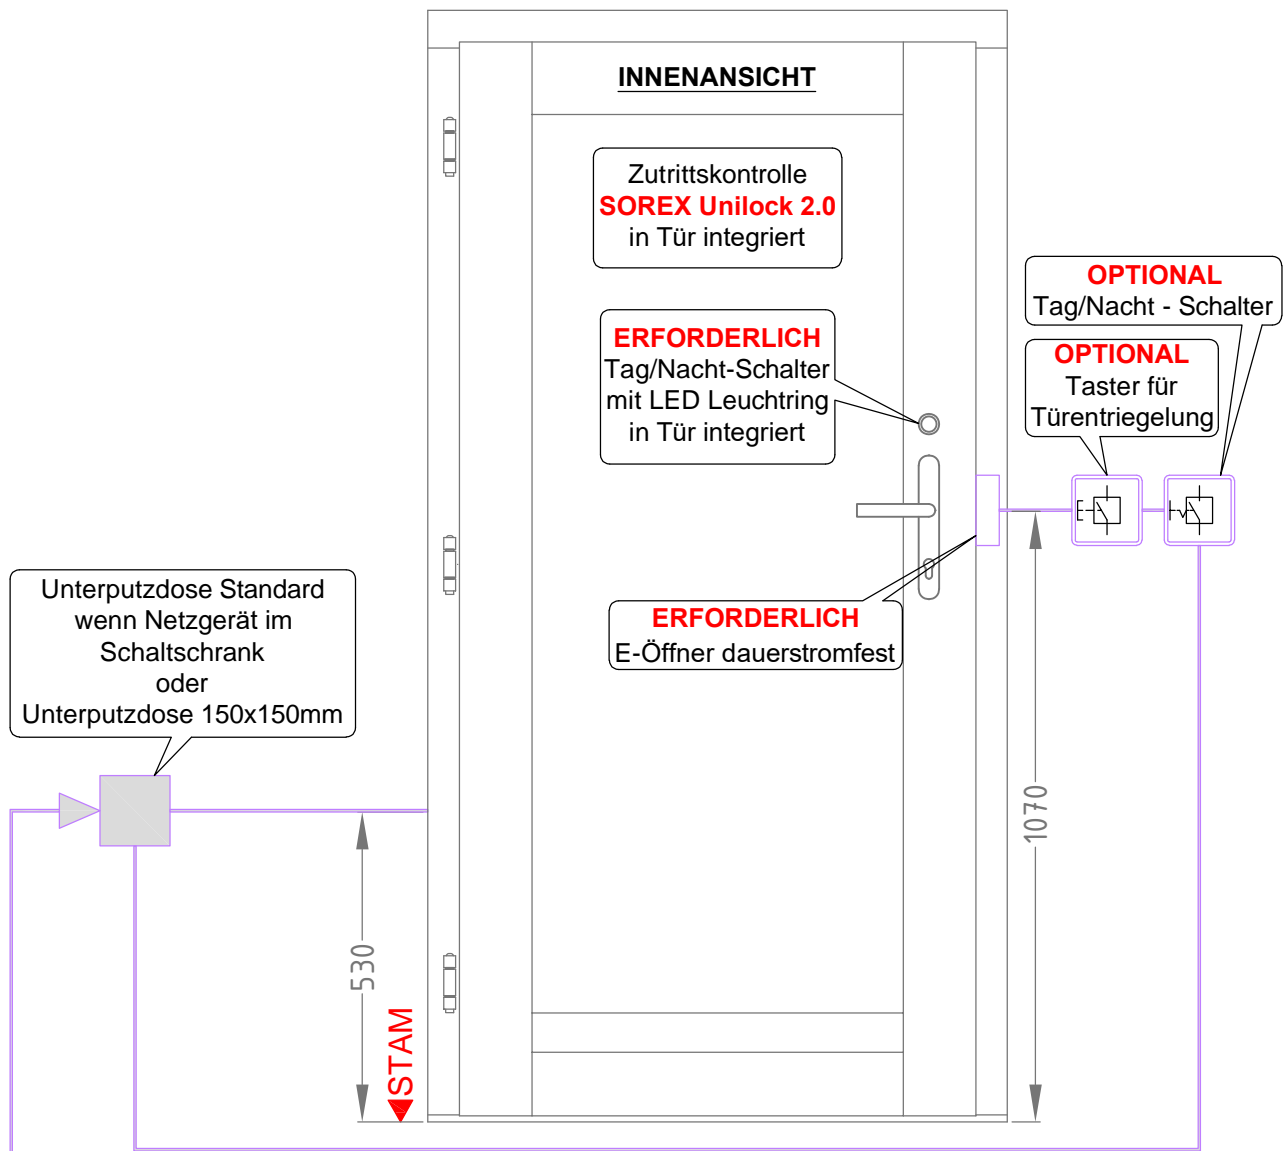 INNENANSICHT
Zutrittskontrolle
SOREX Unilock 2.0
in Tür integriert
OPTIONAL
Tag/Nacht - Schalter
ERFORDERLICH
Tag/Nacht-Schalter
mit LED Leuchtring
in Tür integriert
OPTIONAL
Taster für
Türentriegelung
Unterputzdose Standard
wenn Netzgerät im
Schaltschrank
oder
Unterputzdose 150x150mm
ERFORDERLICH
E-Öffner dauerstromfest
1070
530
STAM